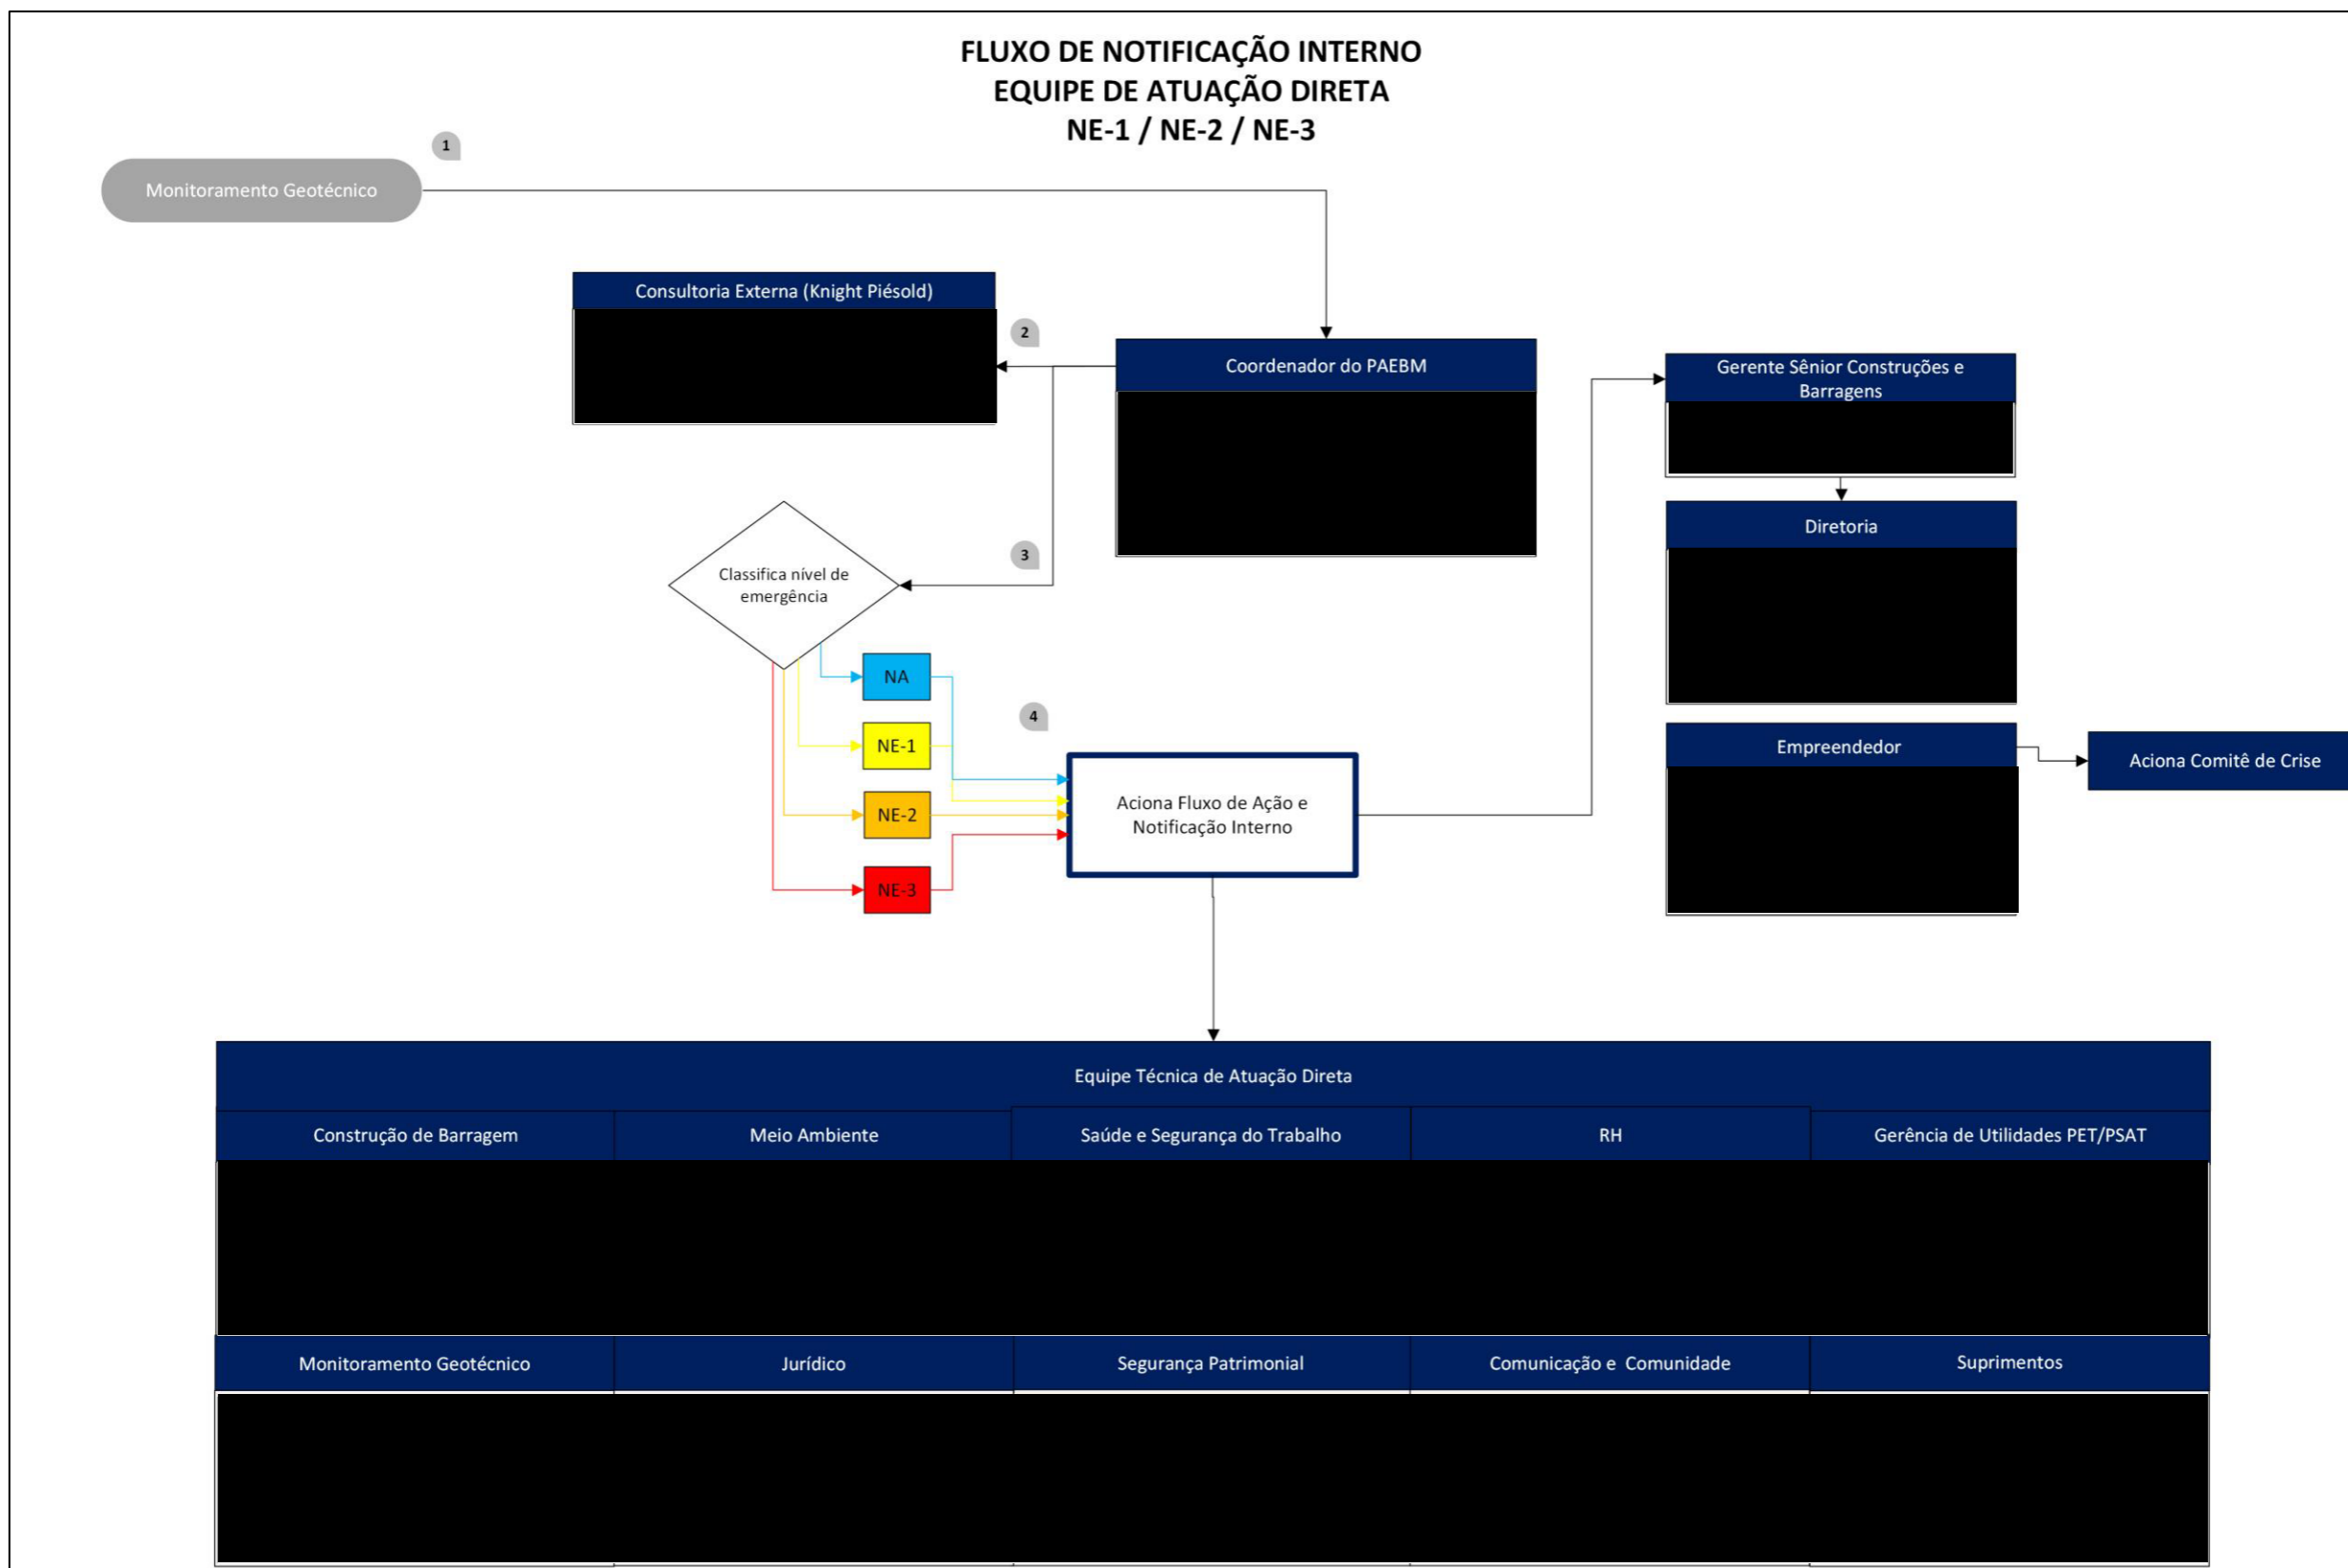 FLUXO DE NOTIFICAÇÃO INTERNO
EQUIPE DE ATUAÇÃO DIRETA
NE-1 / NE-2 / NE-3
1
Monitoramento Geotécnico
Consultoria Externa (Knight Piésold)
2
Coordenador do PAEBM
Gerente Sênior Construções e
Barragens
Diretoria
3
Classifica nível de
emergência
NA
4
NE-1
Empreendedor
Aciona Comitê de Crise
NE-2
Aciona Fluxo de Ação e
Notificação Interno
NE-3
Equipe Técnica de Atuação Direta
Construção de Barragem
Meio Ambiente
Saúde e Segurança do Trabalho
RH
Gerência de Utilidades PET/PSAT
Monitoramento Geotécnico
Jurídico
Segurança Patrimonial
Comunicação e  Comunidade
Suprimentos